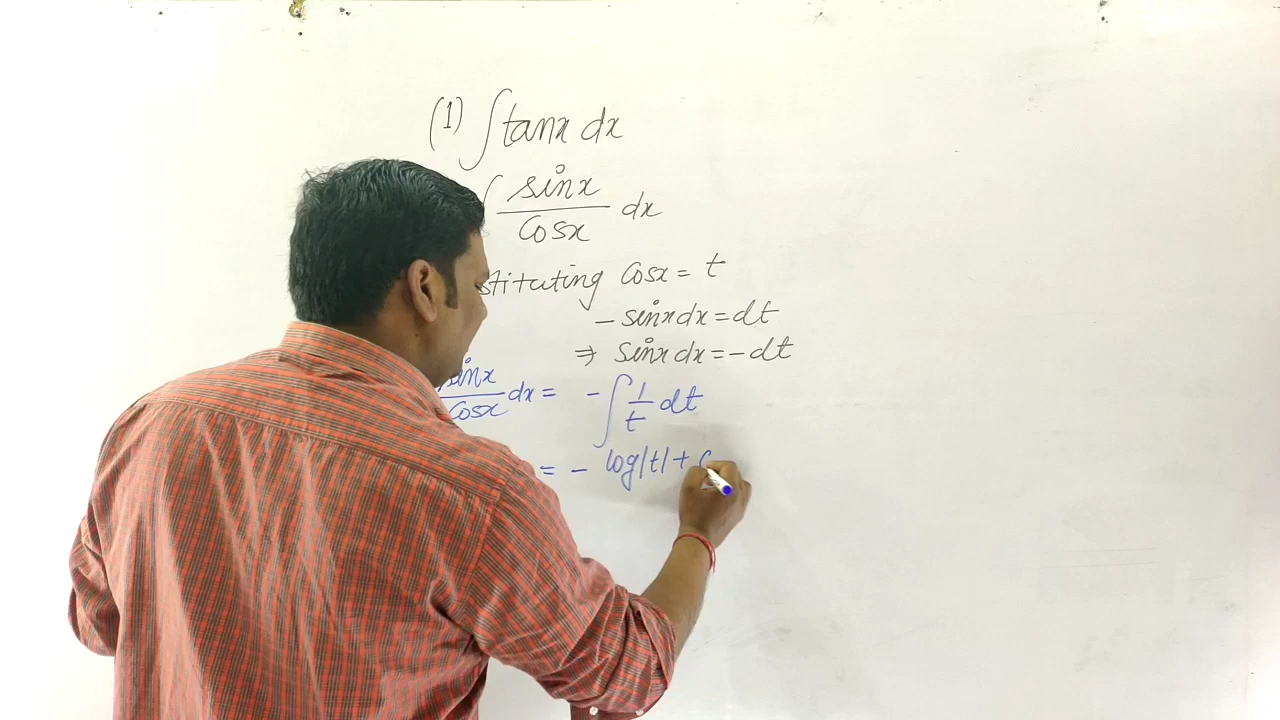 (1) ∫tanx dx
∫ sinx/cosx dx
stituting cosx = t
- sinx dx = dt
⇒ sinx dx = -dt
sinx/cosx dx = - ∫ 1/t dt
= - log|t| +